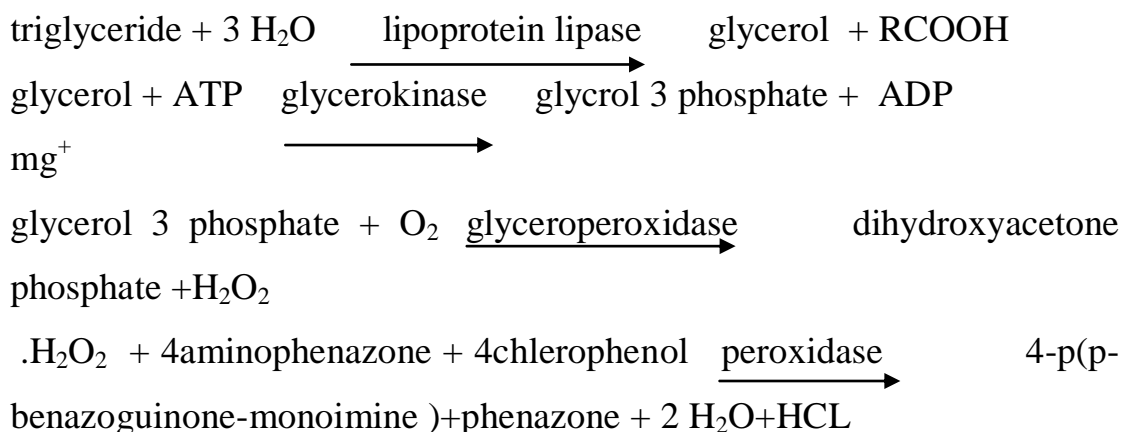 triglyceride + 3 H₂O lipoprotein lipase glycerol + RCOOH
glycerol + ATP glycerokinase glycrol 3 phosphate + ADP
mg⁺
glycerol 3 phosphate + O₂ glyceroperoxidase dihydroxyacetone
phosphate +H₂O₂
.H₂O₂ + 4aminophenazone + 4chlerophenol peroxidase 4-p(p-
benazoguinone-monoimine )+phenazone + 2 H₂O+HCL